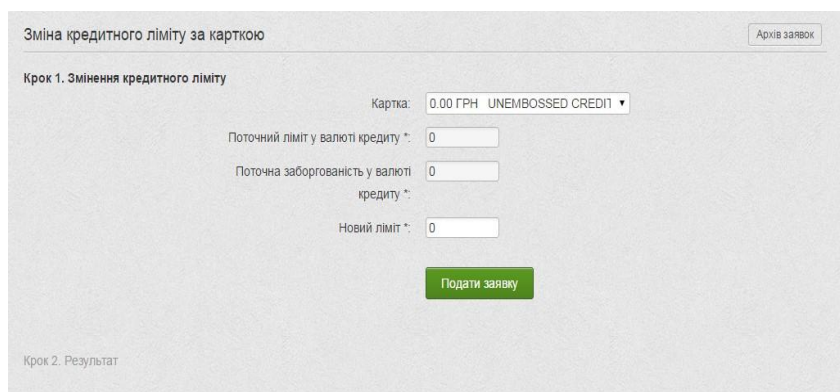 Зміна кредитного ліміту за карткою
Архів заявок
Крок 1. Змінення кредитного ліміту
Картка: 0.00 ГРН UNEMBOSSED CREDIT
Поточний ліміт у валюті кредиту *: 0
Поточна заборгованість у валюті 0
кредиту *:
Новий ліміт *: 0
Подати заявку
Крок 2. Результат